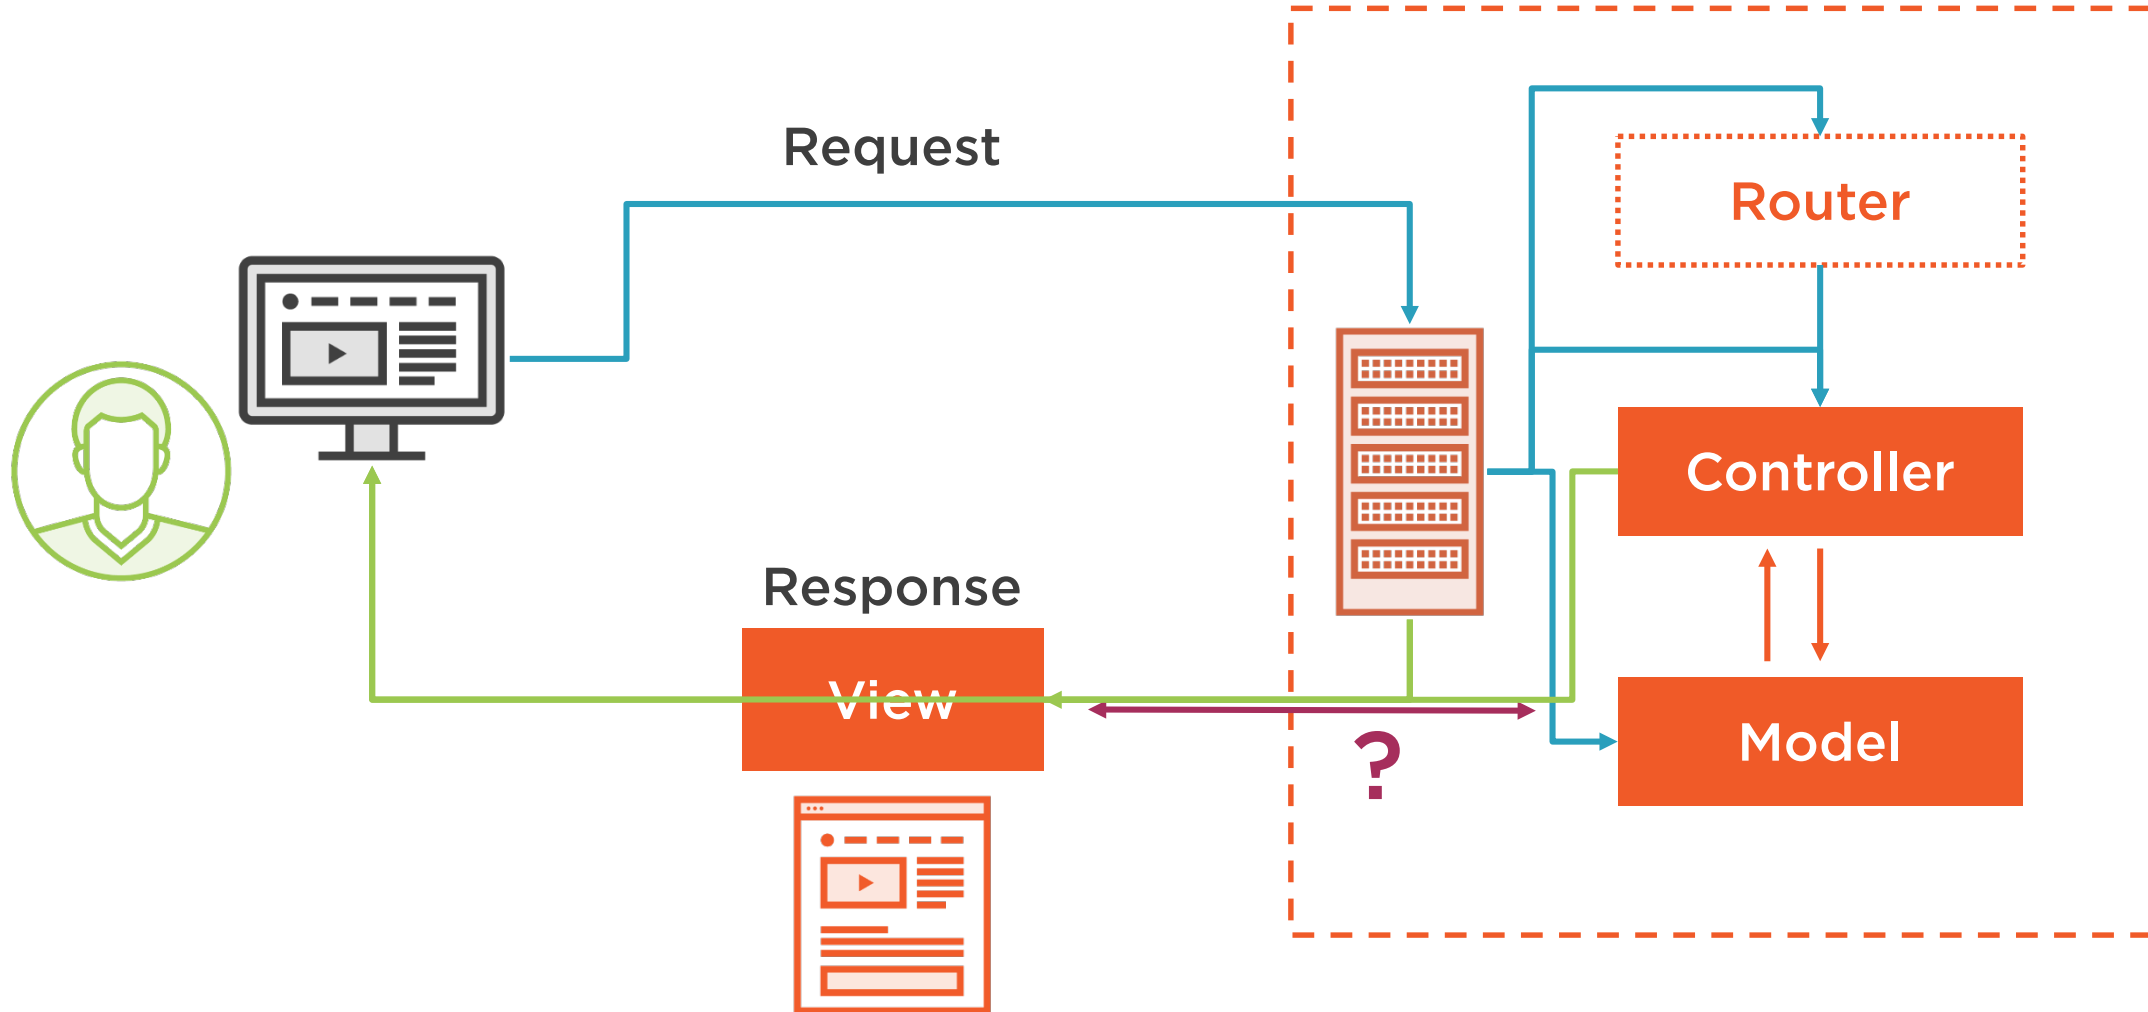 Request
Router
Controller
Response
View
?
Model